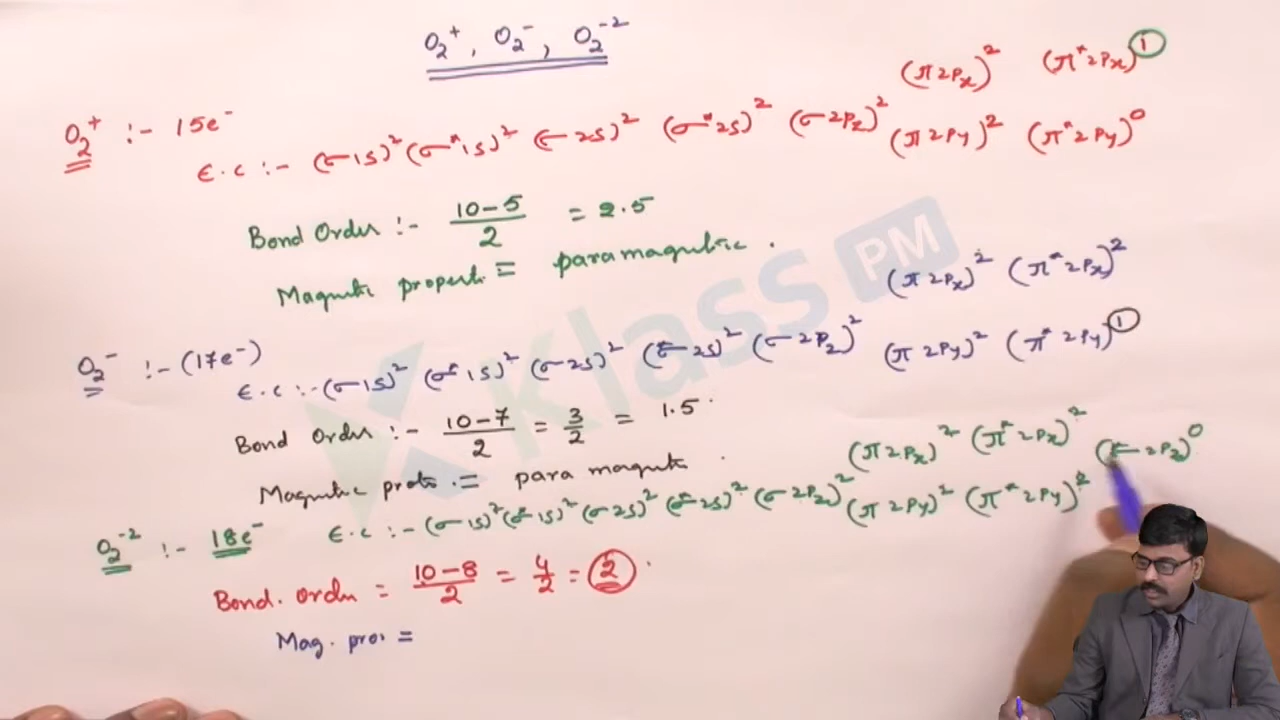 O₂⁺, O₂⁻, O₂⁻²
O₂⁺ :- 15e⁻
(π2Px)² (π*2Px)¹
E.C :- (σ1s)² (σ*1s)² (σ2s)² (σ*2s)² (σ2Pz)² (π2Py)² (π*2Py)⁰
Bond Order :- 10-5/2 = 2.5
Magnetic propert = paramagnetic.
Klass PM
O₂⁻ :- (17e⁻)
(π2Px)² (π*2Px)²
E.C :- (σ1s)² (σ*1s)² (σ2s)² (σ*2s)² (σ2Pz)² (π2Py)² (π*2Py)¹
Bond Order :- 10-7/2 = 3/2 = 1.5.
Magnetic prots := para magnetic.
O₂⁻² :- 18e⁻
(π2Px)² (π*2Px)² (σ*2Pz)⁰
E.C :- (σ1s)² (σ*1s)² (σ2s)² (σ*2s)² (σ2Pz)² (π2Py)² (π*2Py)²
Bond. Order = 10-8/2 = 4/2 = 2.
Mag. pro: =